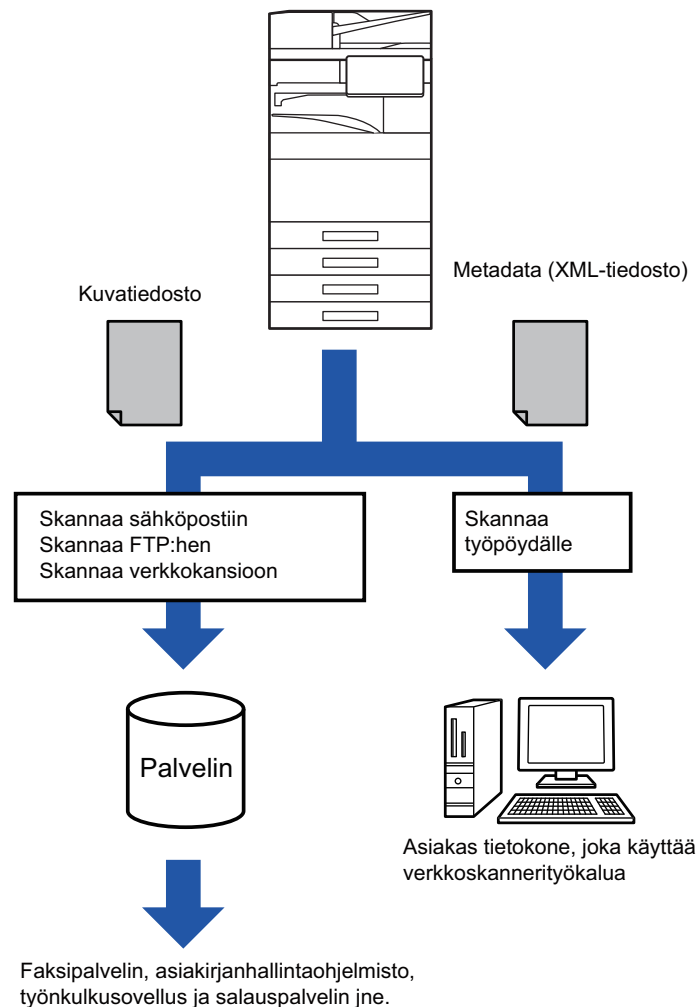 Kuvatiedosto
Metadata (XML-tiedosto)
Skannaa sähköpostiin
Skannaa FTP:hen
Skannaa verkkokansioon
Skannaa
työpöydälle
Palvelin
Asiakas tietokone, joka käyttää
verkkoskannerityökalua
Faksipalvelin, asiakirjanhallintaohjelmisto,
työnkulkusovellus ja salauspalvelin jne.